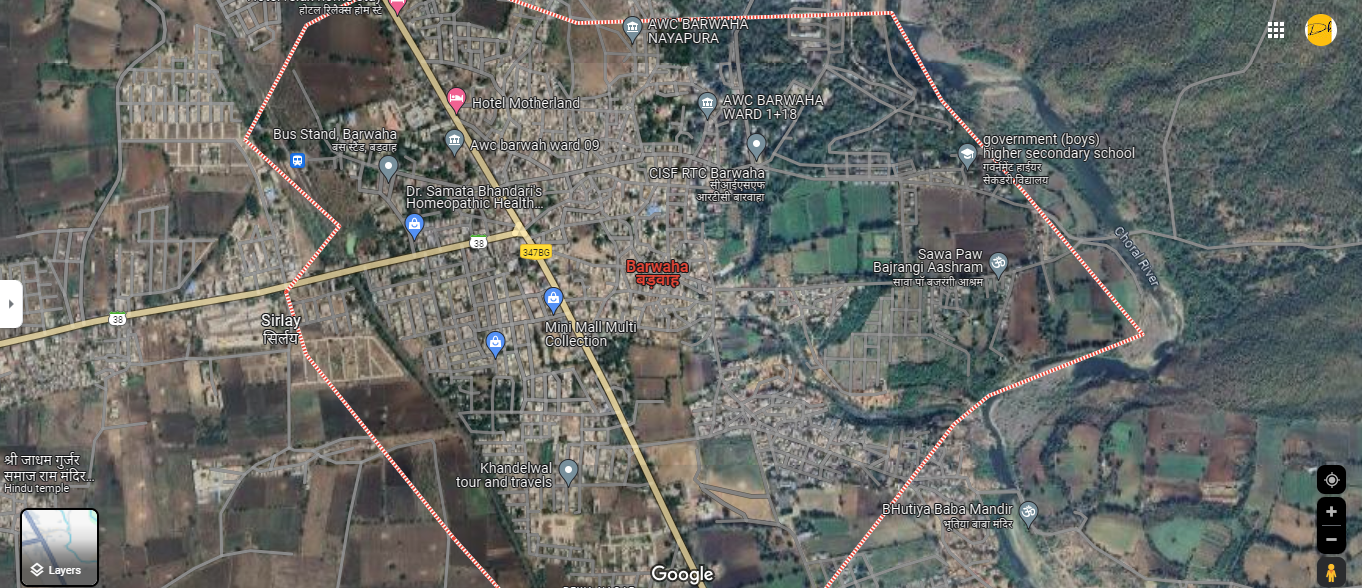 होटल रिलैक्स होम स्टे
AWC BARWAHA
NAYAPURA
Hotel Motherland
AWC BARWAHA
WARD 1+18
Bus Stand, Barwaha
बस स्टैंड, बड़वाह
Awc barwah ward 09
government (boys)
higher secondary school
गवर्नमेंट हाईयर
सेकंडरी विद्यालय
CISF RTC Barwaha
सीआईएसएफ
आरटीसी बारवाहा
Dr. Samata Bhandari's
Homeopathic Health...
38
347BG
Choral River
Barwaha
बड़वाह
Sawa Paw
Bajrangi Aashram
सावा पो बजरंगी आश्रम
38
Sirlay
सिर्लय
Mini Mall Multi
Collection
श्री जाधम गुर्जर
समाज राम मंदिर...
Hindu temple
Khandelwal
tour and travels
BHutiya Baba Mandir
भूतिया बाबा मंदिर
Layers
Google